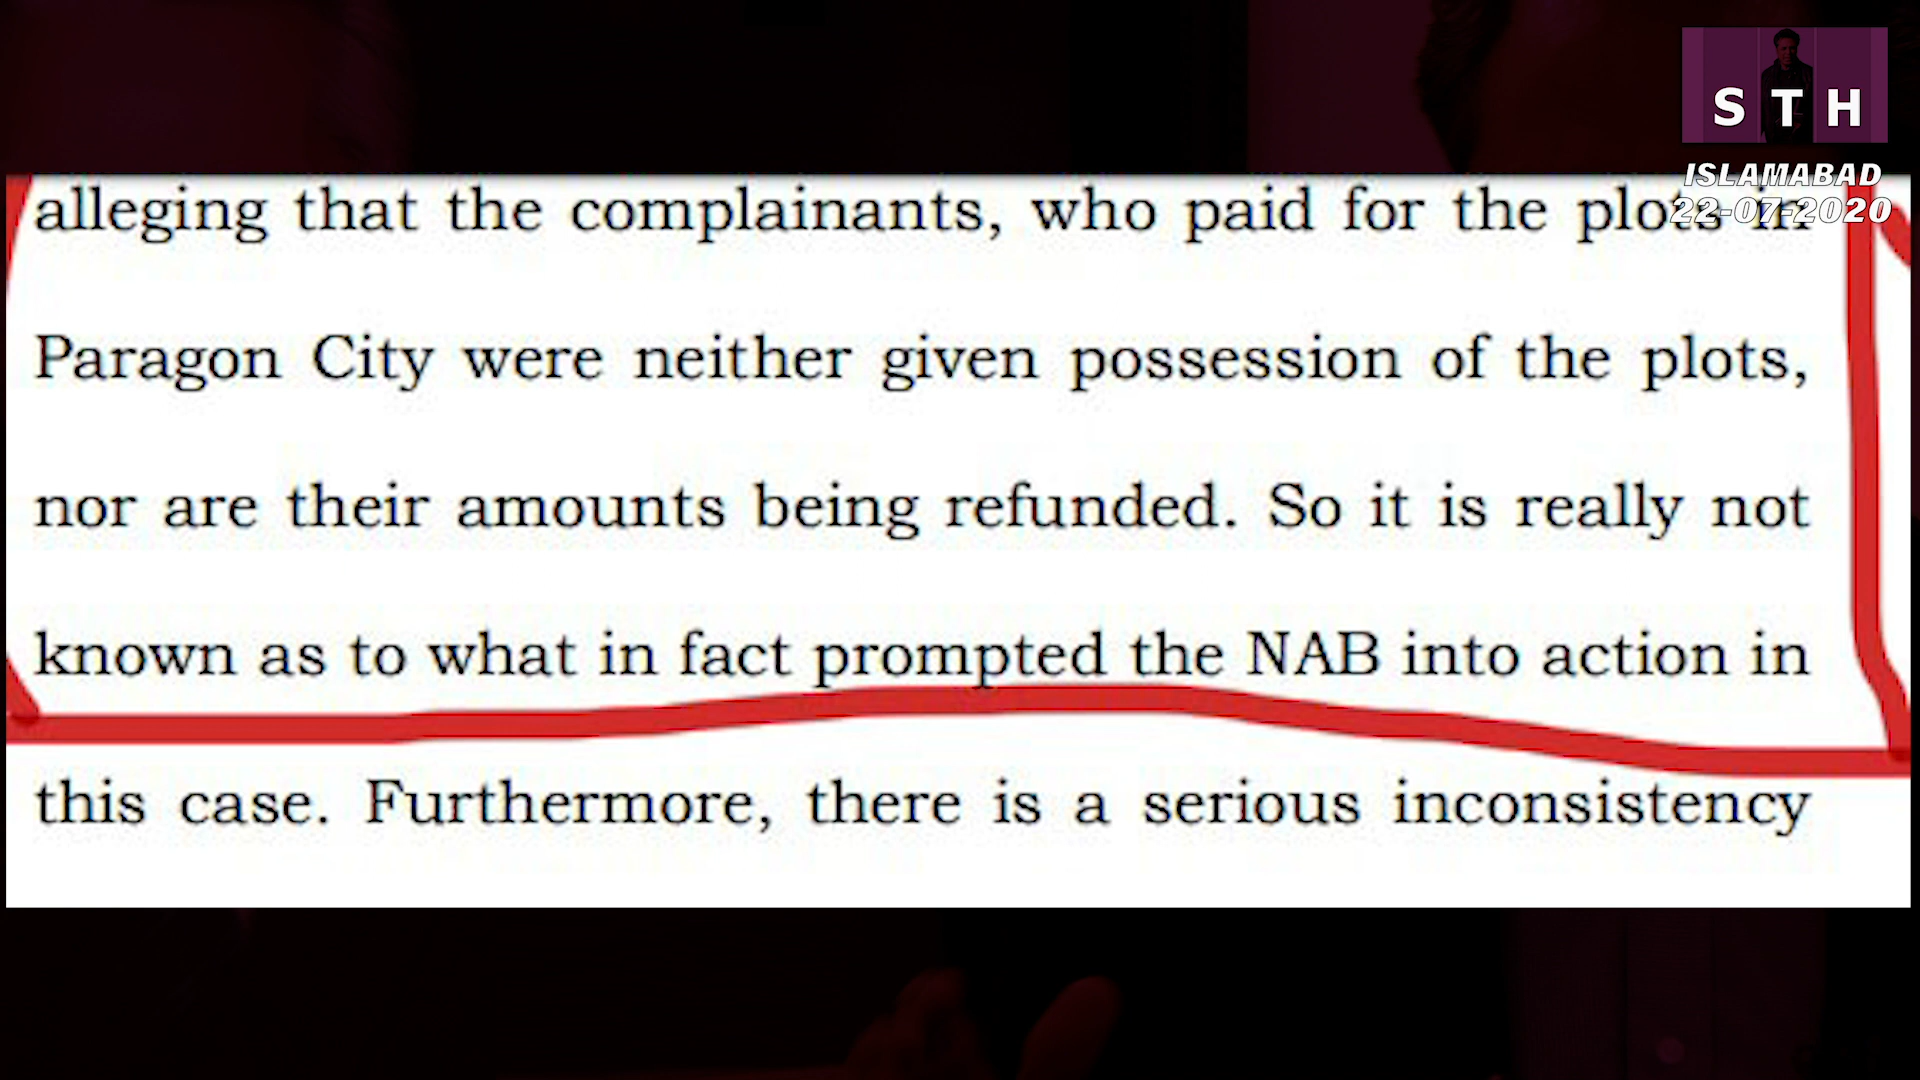 S T H
ISLAMABAD
22-07-2020
alleging that the complainants, who paid for the plots in
Paragon City were neither given possession of the plots,
nor are their amounts being refunded. So it is really not
known as to what in fact prompted the NAB into action in
this case. Furthermore, there is a serious inconsistency